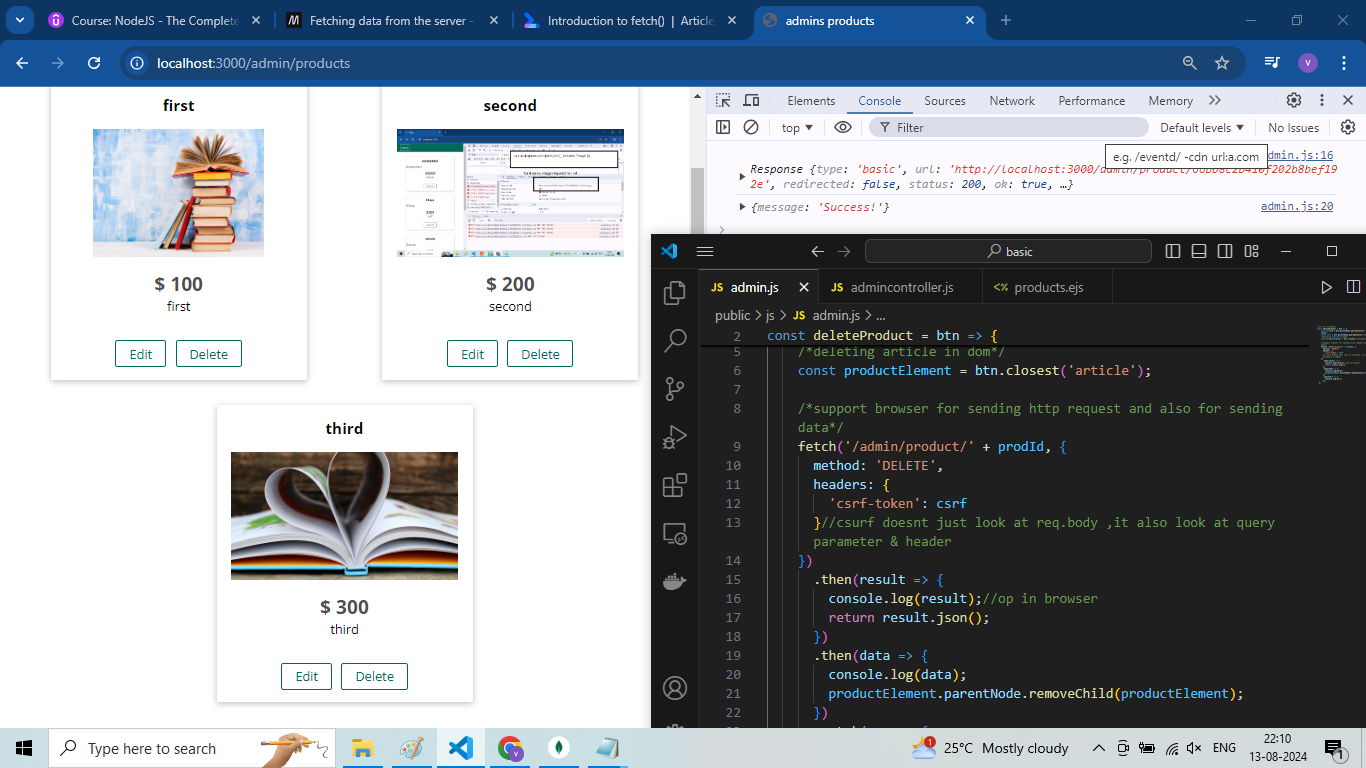 Course: NodeJS - The Complete
Fetching data from the server -
Introduction to fetch() | Article
admins products
localhost:3000/admin/products
V
first
$ 100
first
Edit
Delete
second
$ 200
second
Edit
Delete
third
$ 300
third
Edit
Delete
Elements
Console
Sources
Network
Performance
Memory
top
Filter
Default levels
No Issues
e.g. /eventd/ -cdn url:a.com
admin.js:16
Response {type: 'basic', url: 'http://localhost:3000/admin/product/
2e', redirected: false, status: 200, ok: true, …}
{message: 'Success!'}
admin.js:20
basic
JS admin.js
JS admincontroller.js
<%> products.ejs
public > js > JS admin.js > ...
2 const deleteProduct = btn => {
5 /*deleting article in dom*/
6 const productElement = btn.closest('article');
7
8 /*support browser for sending http request and also for sending
data*/
9 fetch('/admin/product/' + prodId, {
10 method: 'DELETE',
11 headers: {
12 'csrf-token': csrf
13 }//csurf doesnt just look at req.body ,it also look at query
parameter & header
14 })
15 .then(result => {
16 console.log(result);//op in browser
17 return result.json();
18 })
19 .then(data => {
20 console.log(data);
21 productElement.parentNode.removeChild(productElement);
22 })
Type here to search
1
25°C Mostly cloudy
ENG
22:10
13-08-2024
1